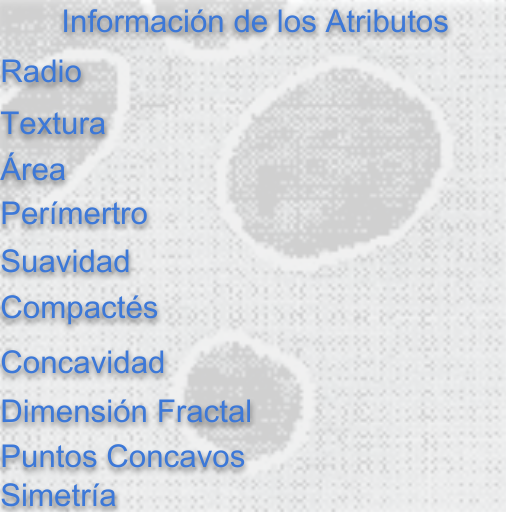 Información de los Atributos
Radio
Textura
Área
Perímertro
Suavidad
Compactés
Concavidad
Dimensión Fractal
Puntos Concavos
Simetría